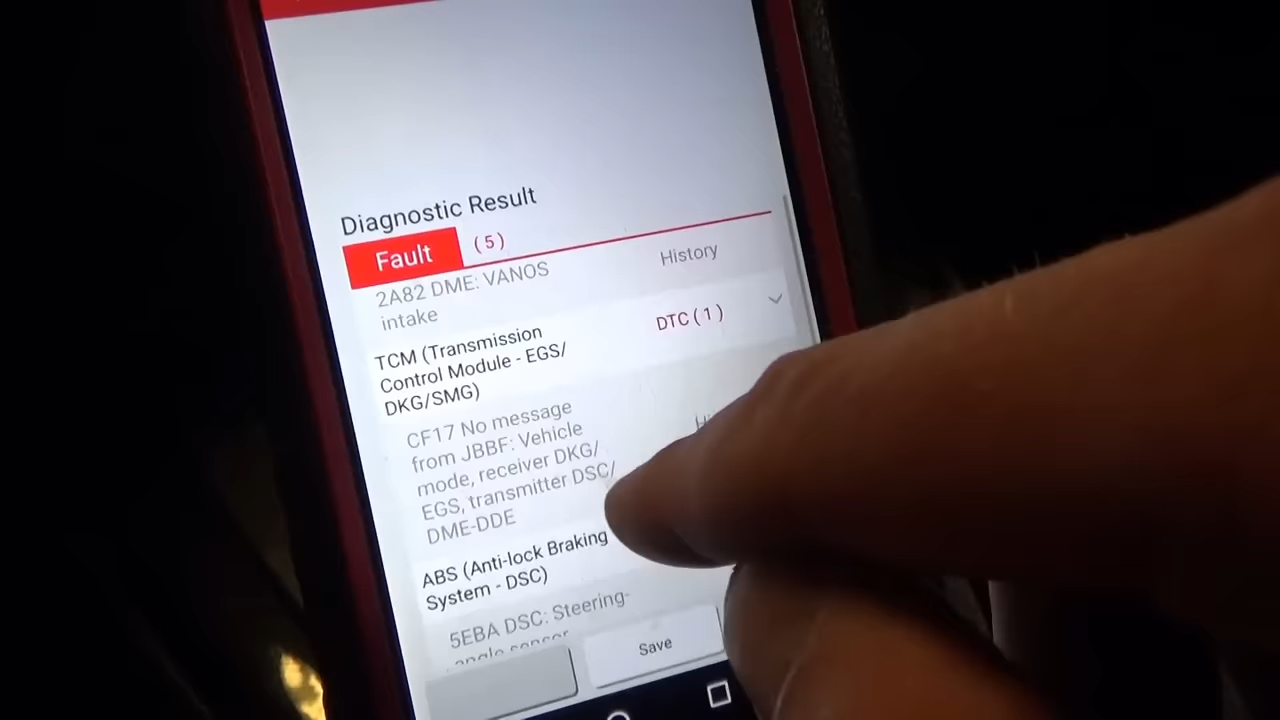 Diagnostic Result
Fault
(5)
2A82 DME: VANOS
intake
History
TCM (Transmission
Control Module - EGS/
DKG/SMG)
DTC (1)
CF17 No message
from JBBF: Vehicle
mode, receiver DKG/
EGS, transmitter DSC/
DME-DDE
ABS (Anti-lock Braking
System - DSC)
5EBA DSC: Steering-
angle sensor
Save